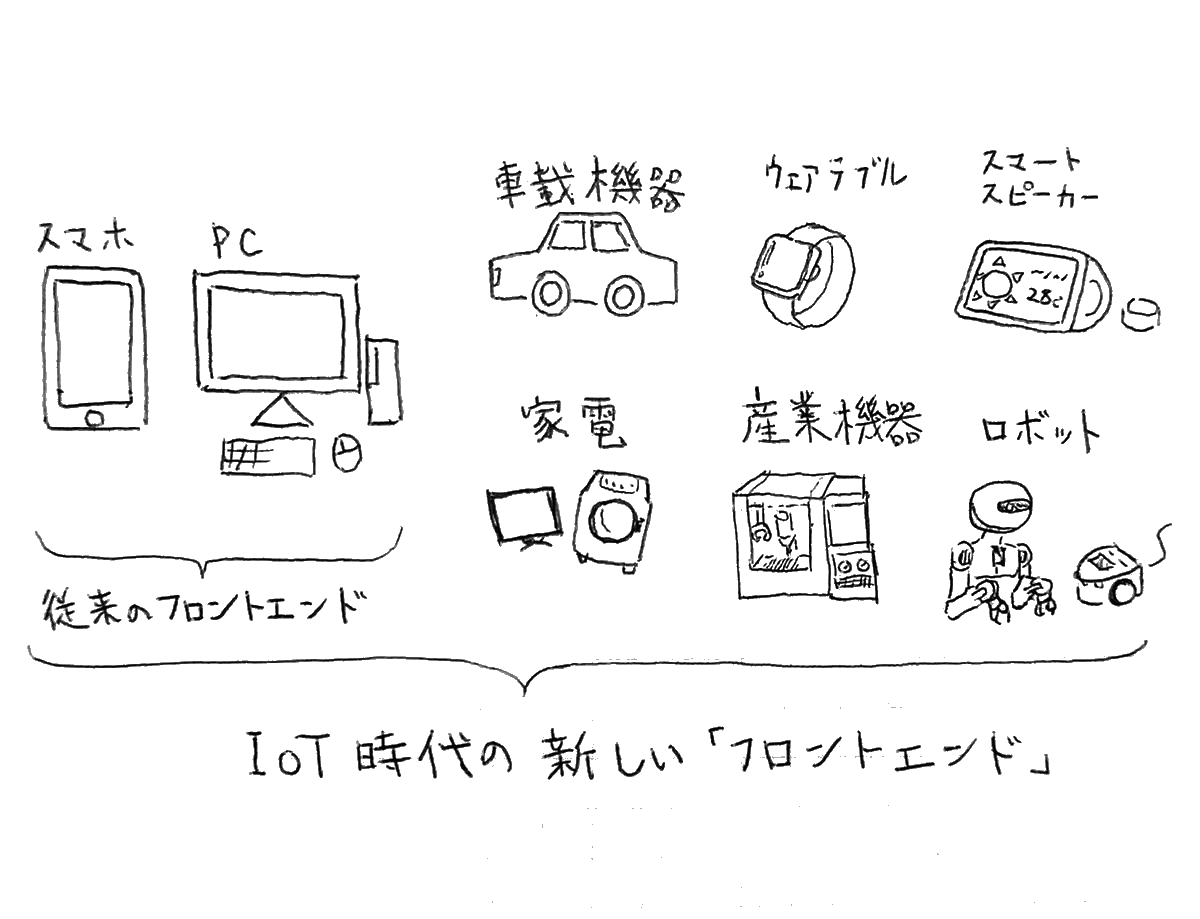 スマホ
PC
車載機器
ウェアラブル
スマート
スピーカー
28c
家電
産業機器
ロボット
従来のフロントエンド
IoT時代の新しい「フロントエンド」